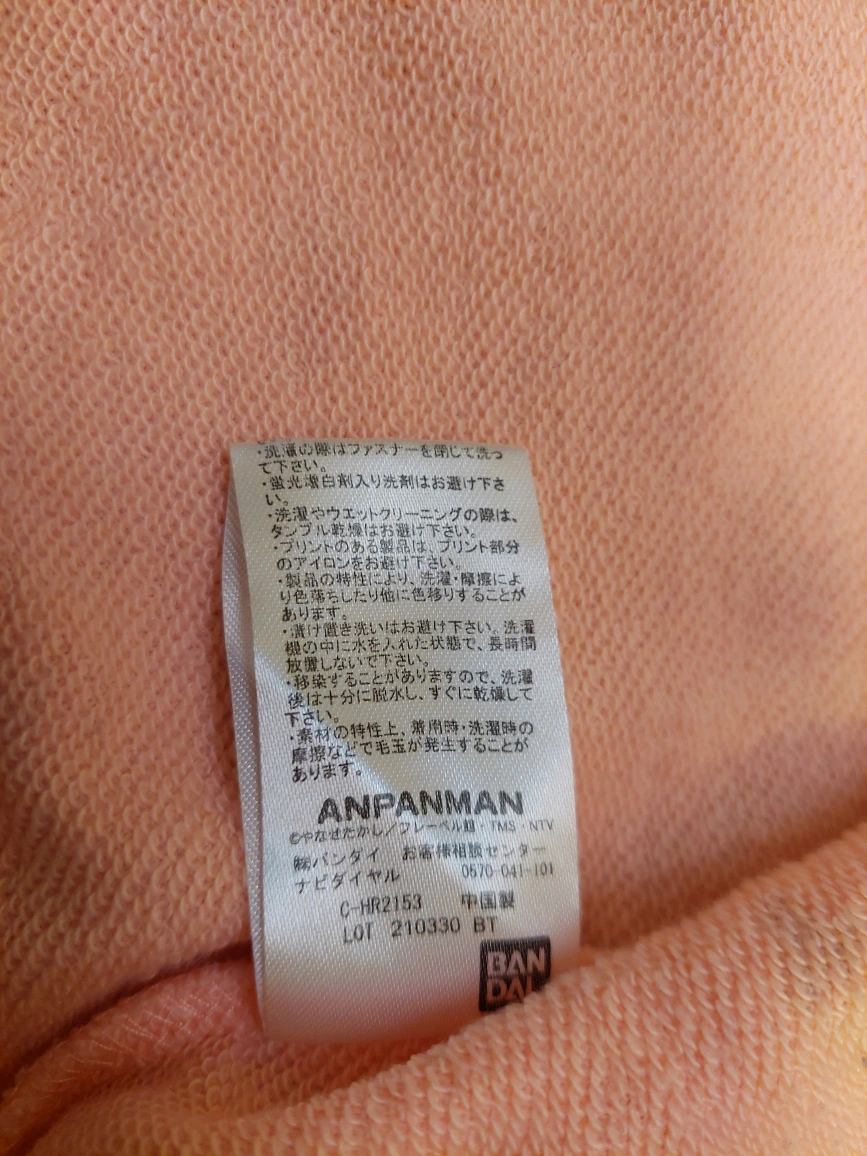 ・洗濯の際はファスナーを閉じて洗っ
て下さい。
・蛍光増白剤入り洗剤はお避け下さ
い。
・洗濯やウエットクリーニングの際は、
タンブル乾燥はお避け下さい。
・プリントのある製品は、プリント部分
のアイロンをお避け下さい。
・製品の特性により、洗濯・摩擦によ
り色落ちしたり他に色移りすることが
あります。
・漬け置き洗いはお避け下さい。洗濯
機の中に水を入れた状態で、長時間
放置しないで下さい。
・移染することがありますので、洗濯
後は十分に脱水し、すぐに乾燥して
下さい。
・素材の特性上、着用時・洗濯時の
摩擦などで毛玉が発生することが
あります。
ANPANMAN
©やなせたかし/フレーベル館・TMS・NTV
㈱バンダイ お客様相談センター
ナビダイヤル 0570-041-101
C-HR2153 中国製
LOT 210330 BT
BAN
DAI